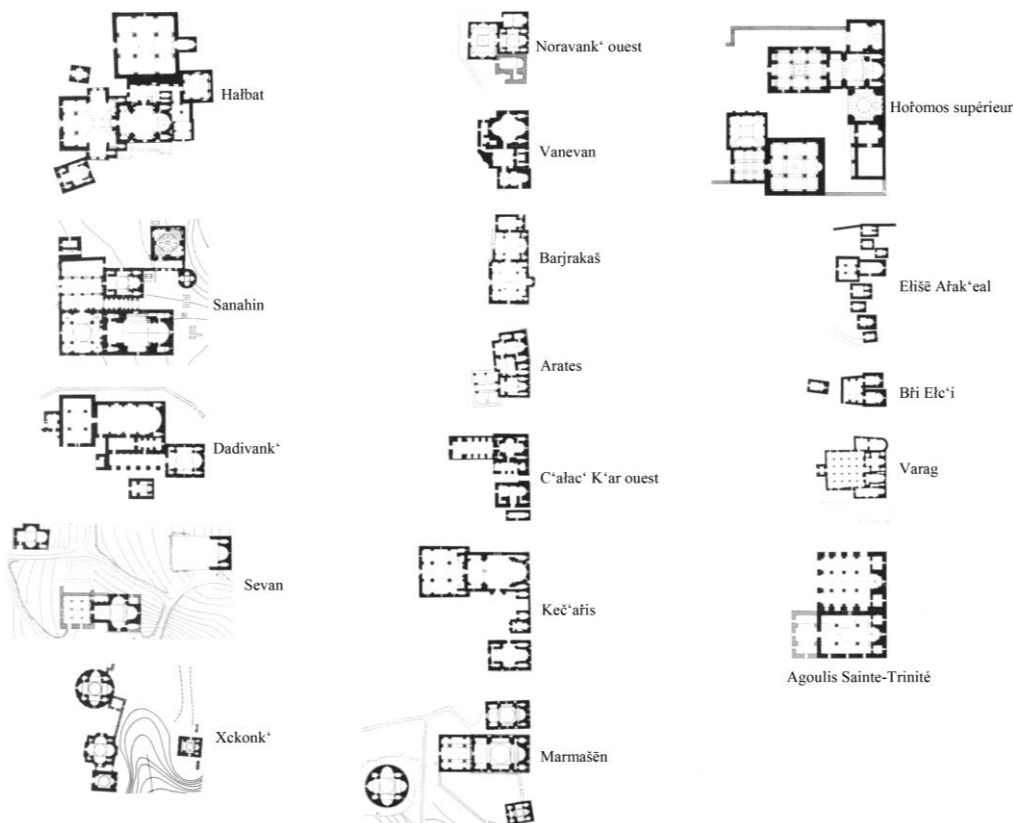 Hałbat
Sanahin
Dadivank‘
Sevan
Xckonk‘
Noravank‘ ouest
Vanevan
Barjrakaš
Arates
C‘ałac‘ K‘ar ouest
Keč‘aṙis
Marmašēn
Hoṙomos supérieur
Ełišē Aṙak‘eal
Bṙi Ełc‘i
Varag
Agoulis Sainte-Trinité